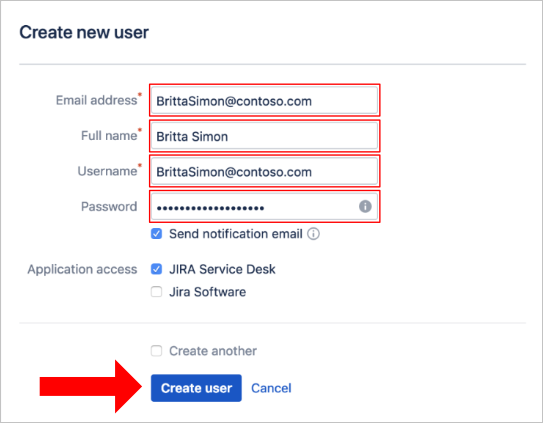 Create new user
Email address* BrittaSimon@contoso.com
Full name* Britta Simon
Username* BrittaSimon@contoso.com
Password ••••••••••••••••••
Send notification email
Application access JIRA Service Desk
Jira Software
Create another
Create user Cancel